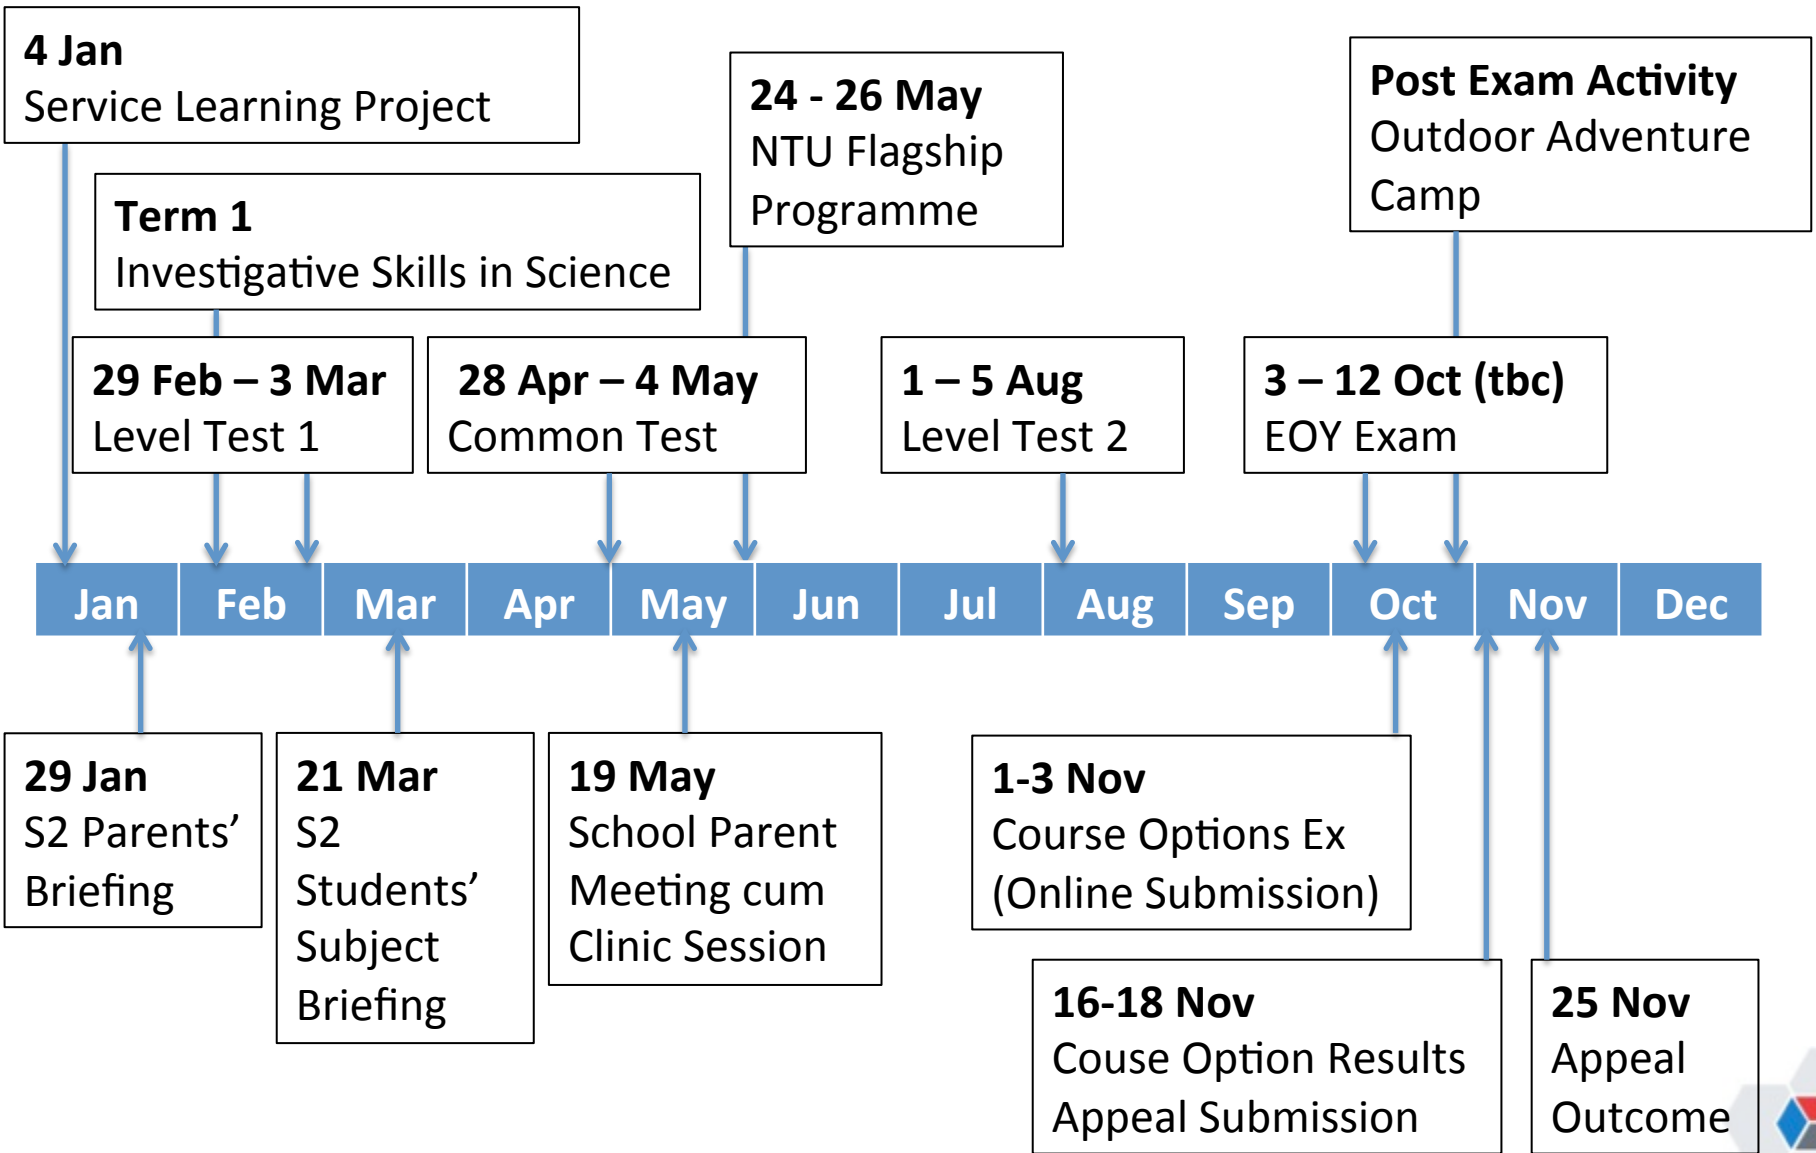 4 Jan
Service Learning Project
24 - 26 May
NTU Flagship
Programme
Post Exam Activity
Outdoor Adventure
Camp
Term 1
Investigative Skills in Science
29 Feb – 3 Mar
Level Test 1
28 Apr – 4 May
Common Test
1 – 5 Aug
Level Test 2
3 – 12 Oct (tbc)
EOY Exam
Jan Feb Mar Apr May Jun Jul Aug Sep Oct Nov Dec
29 Jan
S2 Parents’
Briefing
21 Mar
S2
Students’
Subject
Briefing
19 May
School Parent
Meeting cum
Clinic Session
1-3 Nov
Course Options Ex
(Online Submission)
16-18 Nov
Couse Option Results
Appeal Submission
25 Nov
Appeal
Outcome